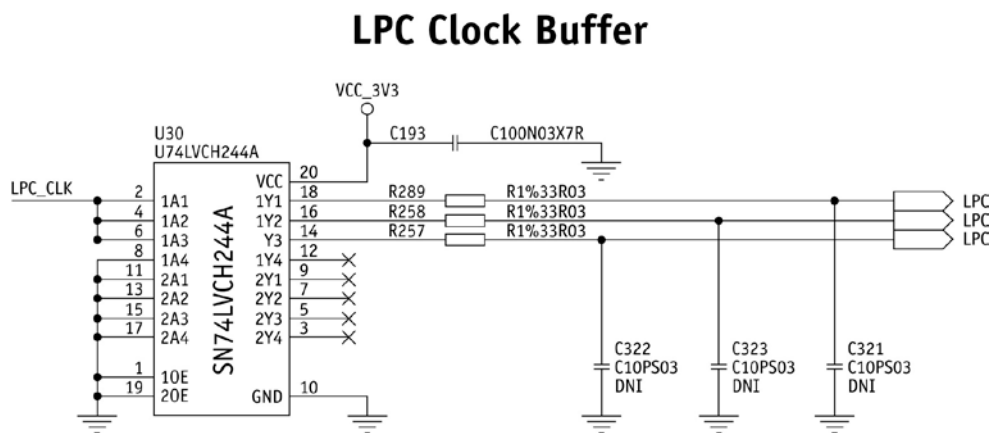 LPC Clock Buffer
VCC_3V3
C193 C100N03X7R
U30
U74LVCH244A
LPC_CLK
SN74LVCH244A
VCC 20
2 1A1 1Y1 18 R289 R1%33R03 LPC
4 1A2 1Y2 16 R258 R1%33R03 LPC
6 1A3 Y3 14 R257 R1%33R03 LPC
8 1A4 1Y4 12
11 2A1 2Y1 9
13 2A2 2Y2 7
15 2A3 2Y3 5
17 2A4 2Y4 3
1 1OE
19 2OE GND 10
C322 C323 C321
C10PS03 C10PS03 C10PS03
DNI DNI DNI